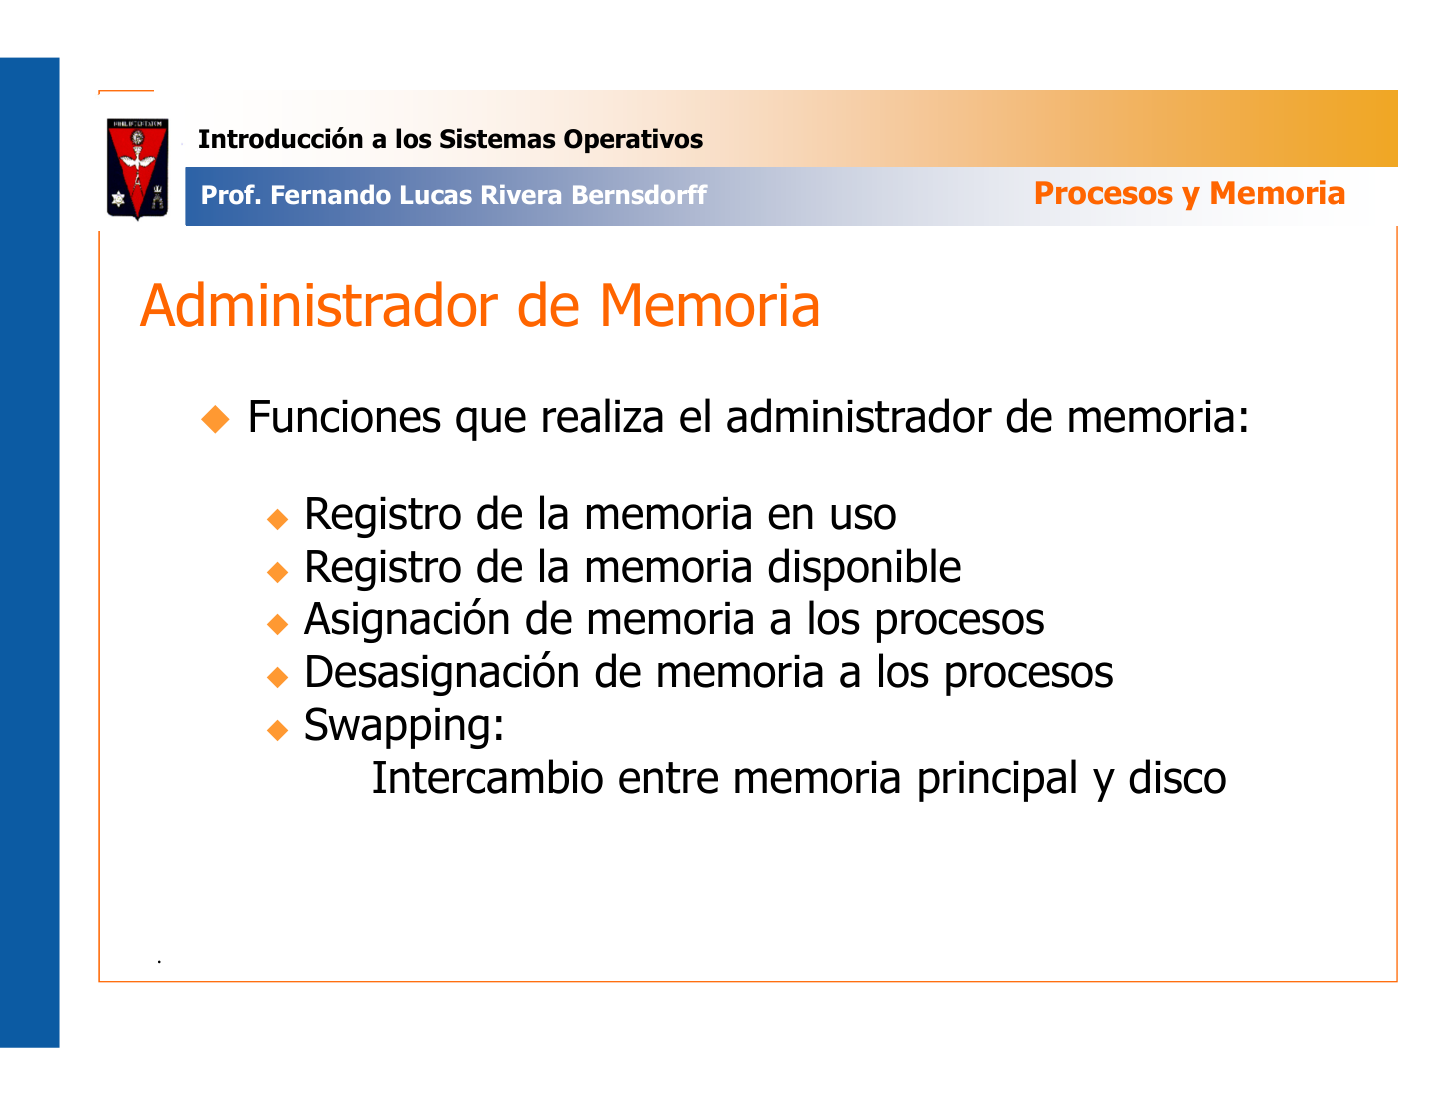 Introducción a los Sistemas Operativos
Prof. Fernando Lucas Rivera Bernsdorff
Procesos y Memoria
Administrador de Memoria
Funciones que realiza el administrador de memoria:
Registro de la memoria en uso
Registro de la memoria disponible
Asignación de memoria a los procesos
Desasignación de memoria a los procesos
Swapping:
Intercambio entre memoria principal y disco
.